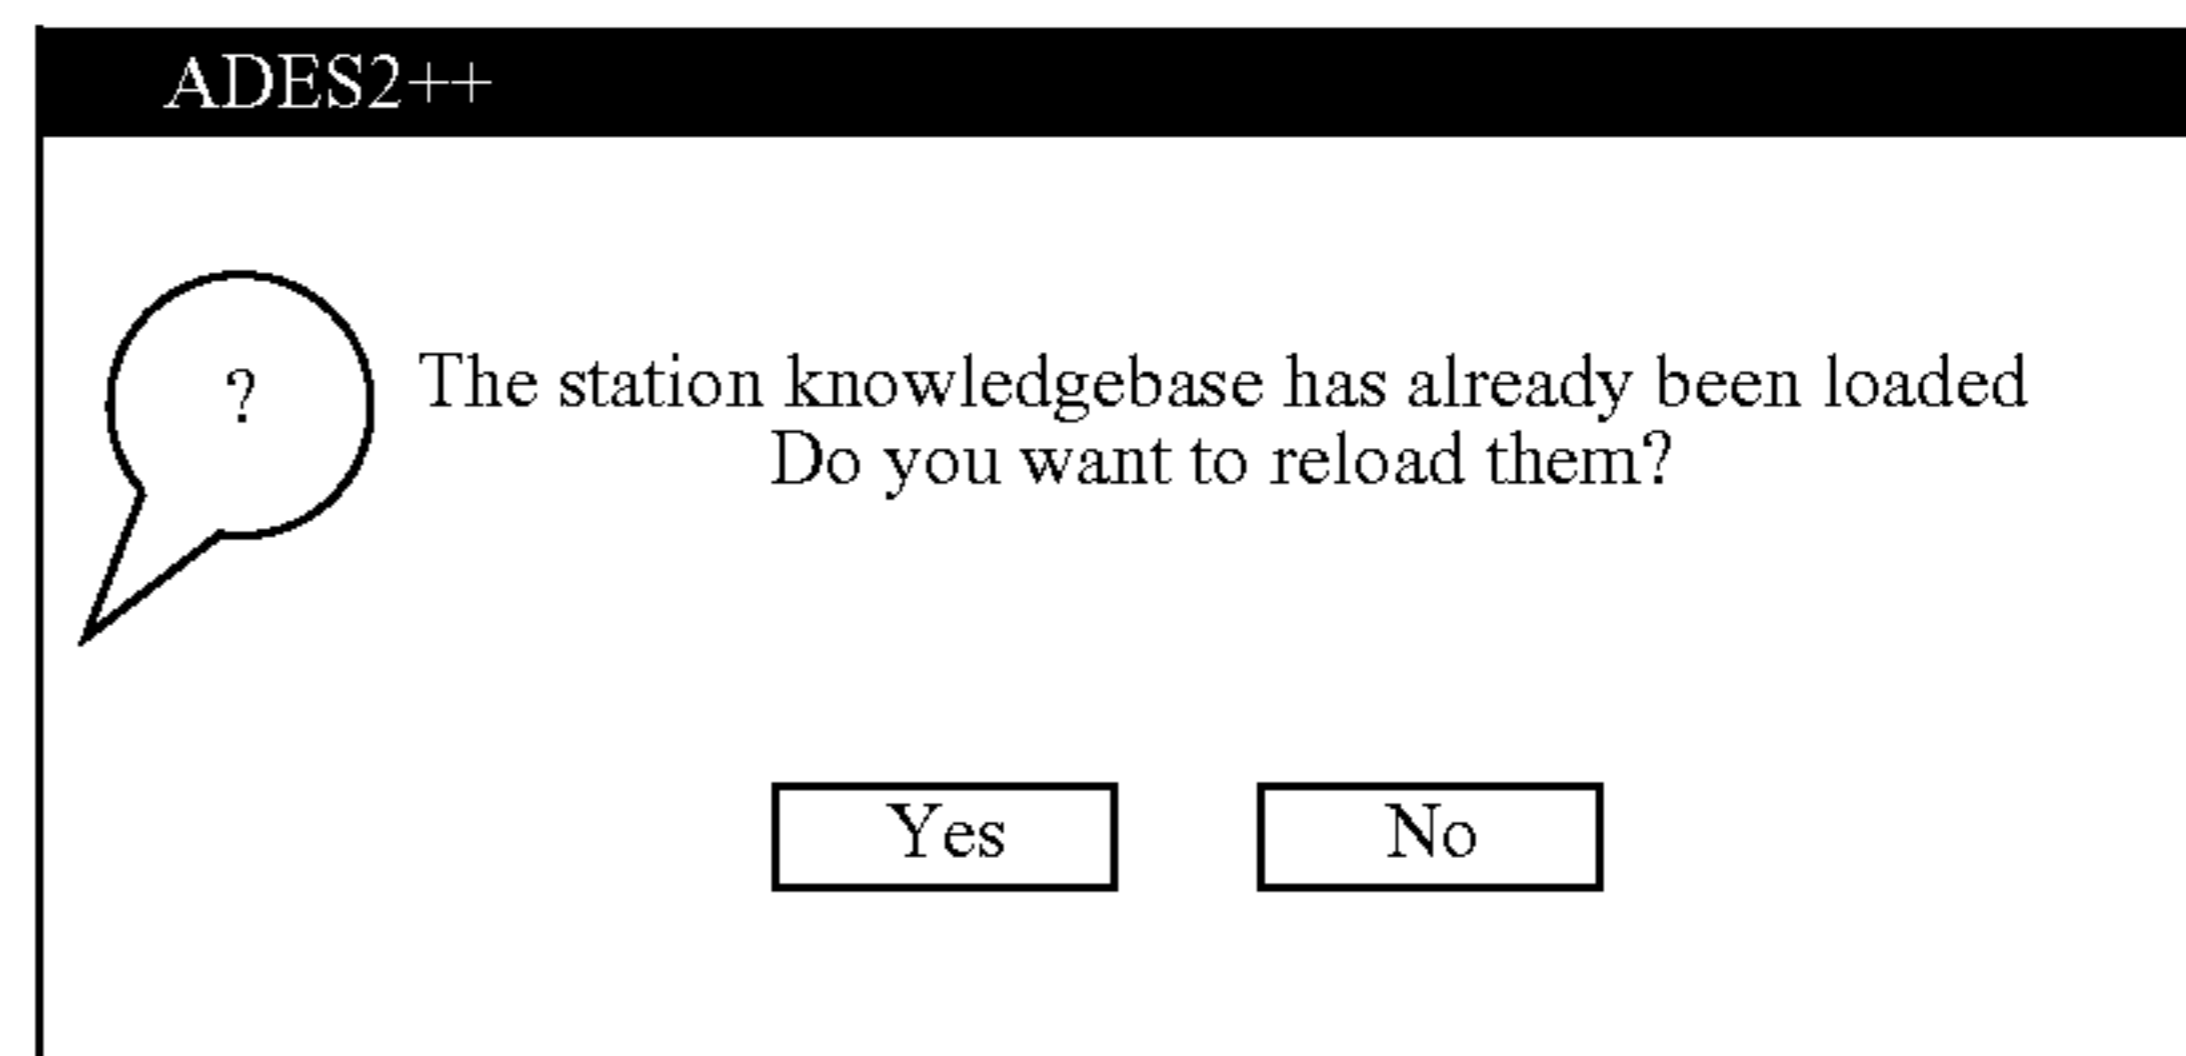 ADES2++
?
The station knowledgebase has already been loaded
Do you want to reload them?
Yes
No